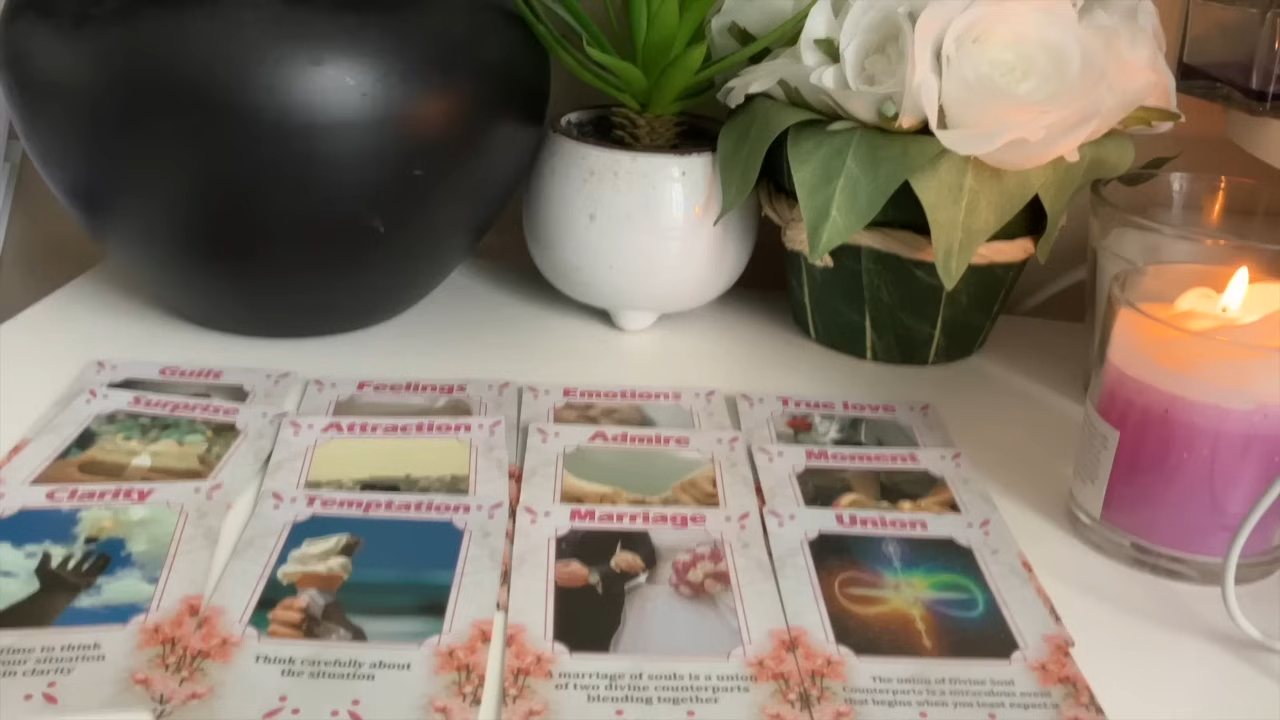 Guilt
Feelings
Emotions
True love
Surprise
Attraction
Admire
Moment
Clarity
Temptation
Marriage
Union
time to think
your situation
in clarity
Think carefully about
the situation
A marriage of souls is a union
of two divine counterparts
blending together
The union of Divine Soul
Counterparts is a miraculous event
that begins when you least expect it